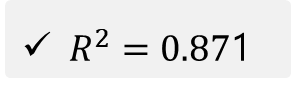 ✓ R² = 0.871